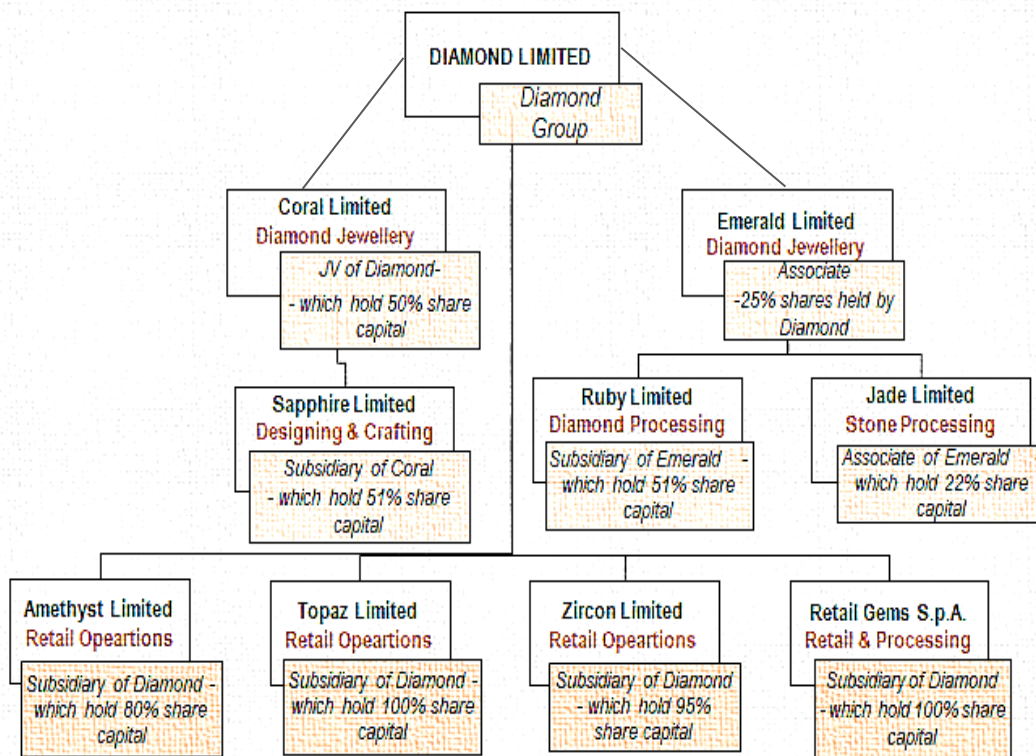 DIAMOND LIMITED
Diamond
Group
Coral Limited
Diamond Jewellery
JV of Diamond-
- which hold 50% share
capital
Emerald Limited
Diamond Jewellery
Associate
-25% shares held by
Diamond
Sapphire Limited
Designing & Crafting
Subsidiary of Coral
- which hold 51% share
capital
Ruby Limited
Diamond Processing
Subsidiary of Emerald -
which hold 51% share
capital
Jade Limited
Stone Processing
Associate of Emerald -
which hold 22% share
capital
Amethyst Limited
Retail Opeartions
Subsidiary of Diamond -
which hold 80% share
capital
Topaz Limited
Retail Opeartions
Subsidiary of Diamond -
which hold 100% share
capital
Zircon Limited
Retail Opeartions
Subsidiary of Diamond
- which hold 95%
share capital
Retail Gems S.p.A.
Retail & Processing
Subsidiary of Diamond
- which hold 100% share
capital